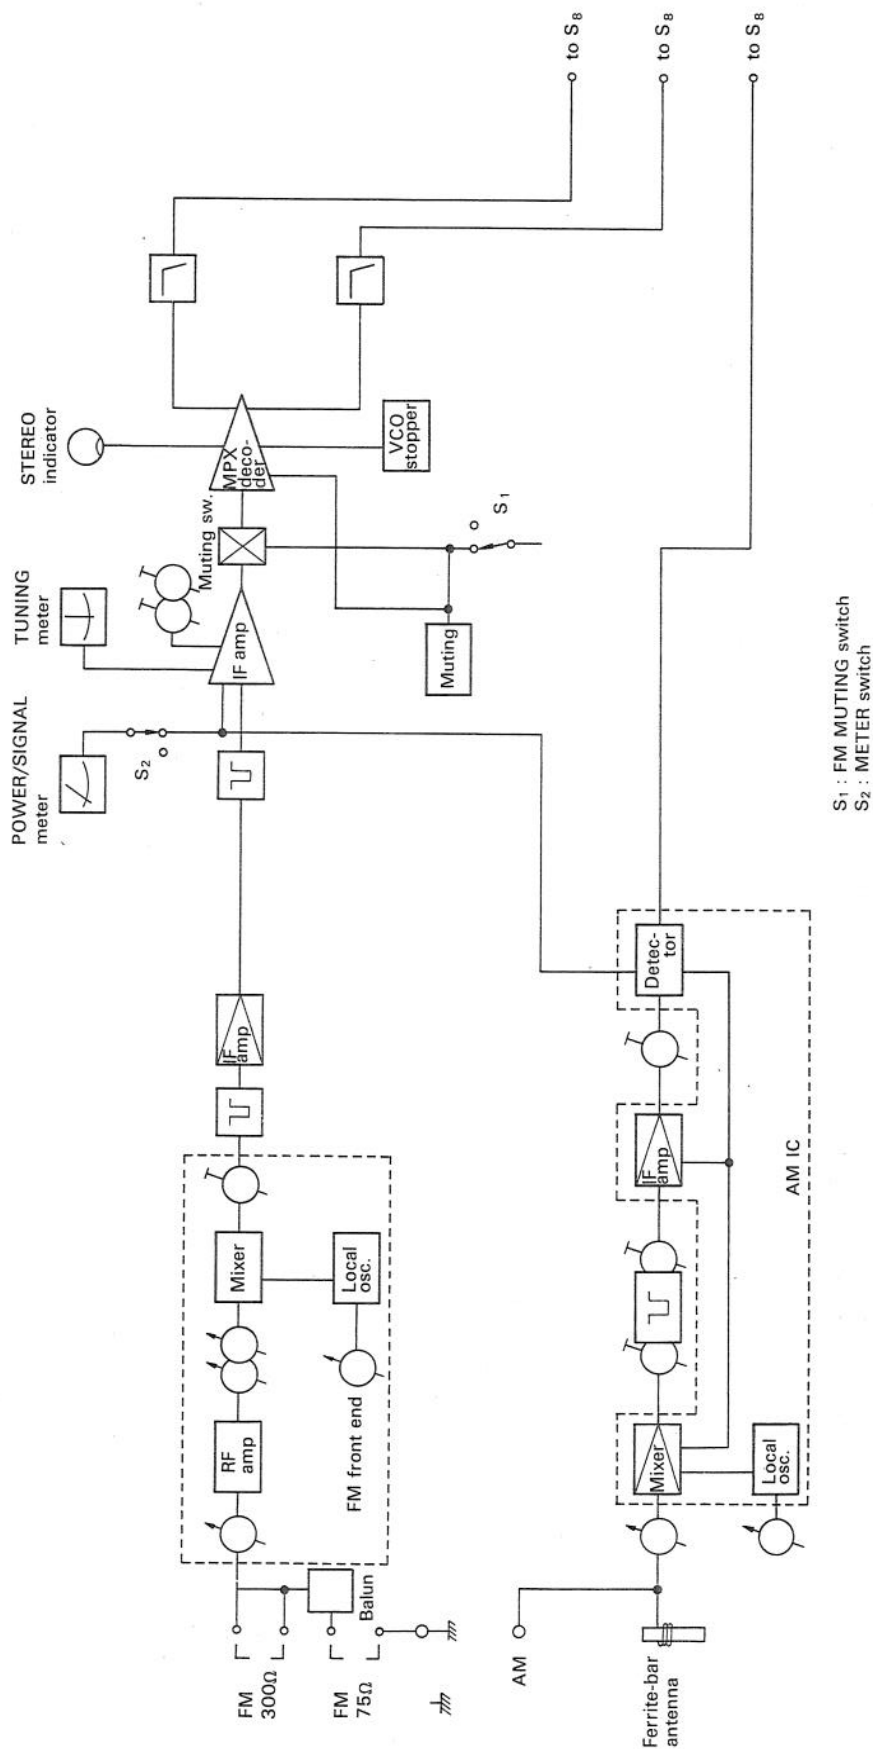 POWER/SIGNAL
meter
TUNING
meter
STEREO
indicator
S2
IF amp
Muting sw.
MPX
deco-
der
VCO
stopper
Muting
S1
to S8
to S8
to S8
FM
300Ω
FM
75Ω
Balun
RF
amp
Mixer
Local
osc.
FM front end
IF
amp
AM
Ferrite-bar
antenna
Mixer
Local
osc.
IF
amp
Detec-
tor
AM IC
S1 : FM MUTING switch
S2 : METER switch